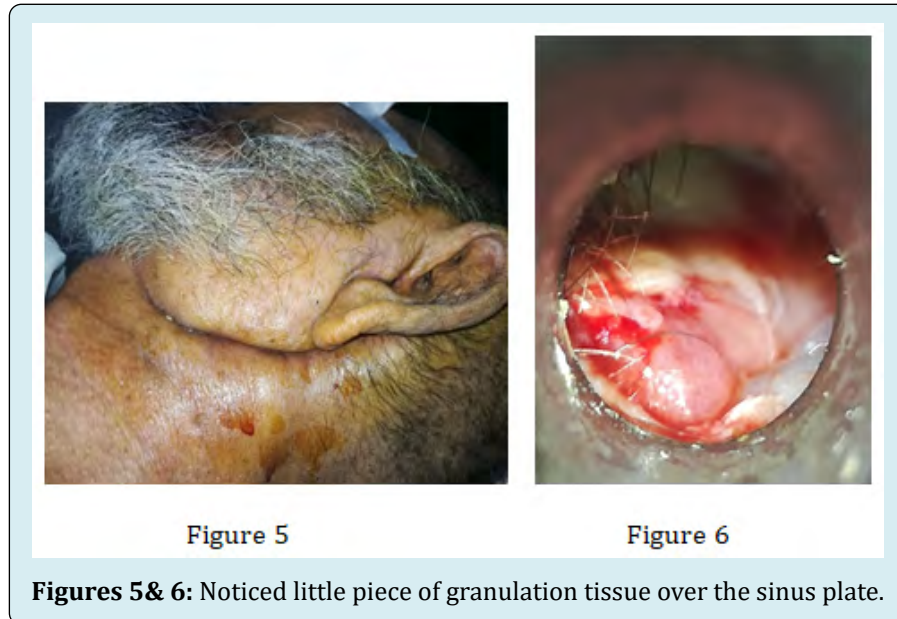 Figure 5
Figure 6
Figures 5& 6: Noticed little piece of granulation tissue over the sinus plate.